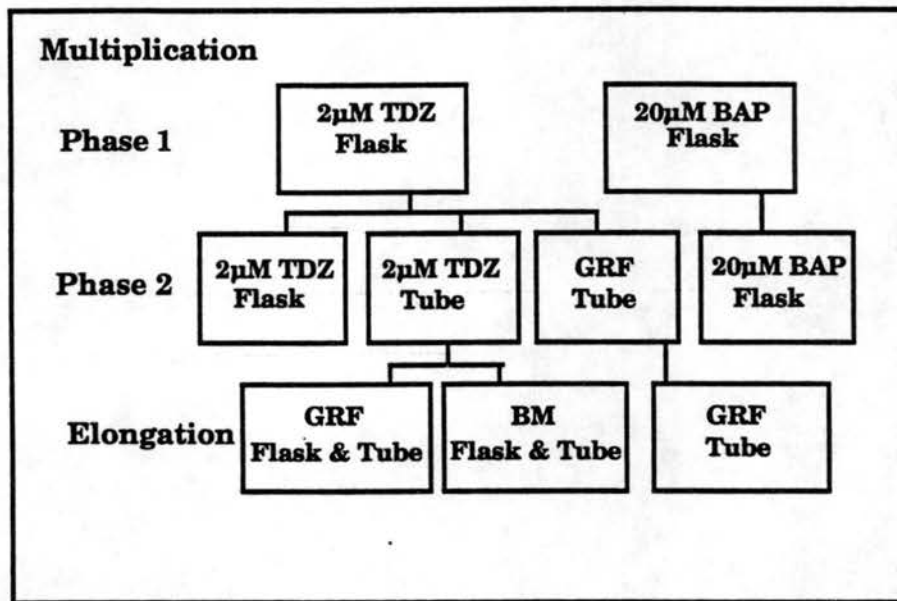 Multiplication
Phase 1
2µM TDZ
Flask
20µM BAP
Flask
Phase 2
2µM TDZ
Flask
2µM TDZ
Tube
GRF
Tube
20µM BAP
Flask
Elongation
GRF
Flask & Tube
BM
Flask & Tube
GRF
Tube